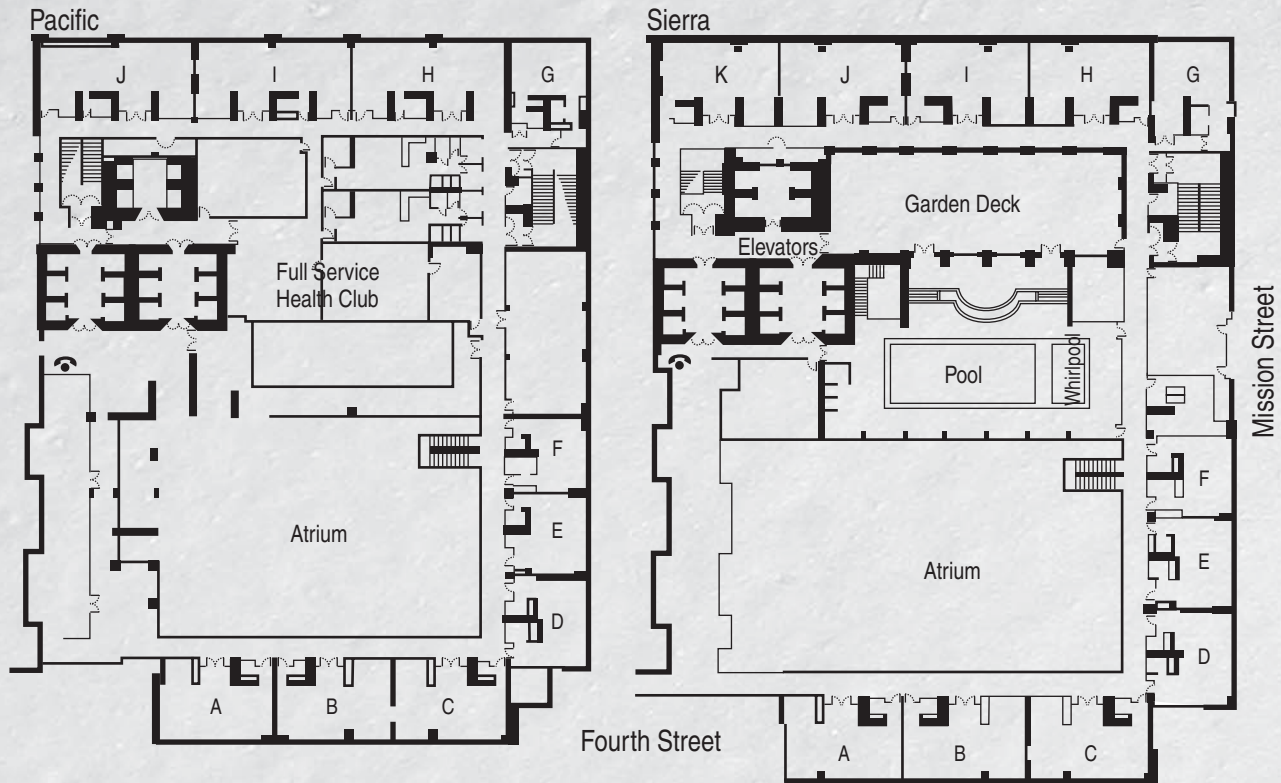 Pacific
J
I
H
G
Full Service
Health Club
F
E
Atrium
D
A
B
C
Sierra
K
J
I
H
G
Garden Deck
Elevators
Pool
Whirlpool
Mission Street
F
E
Atrium
D
A
B
C
Fourth Street